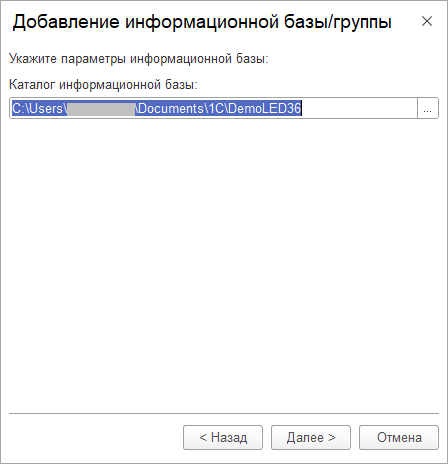 Добавление информационной базы/группы
Укажите параметры информационной базы:
Каталог информационной базы:
C:\Users\ \Documents\1C\DemoLED36 ...
< Назад Далее > Отмена